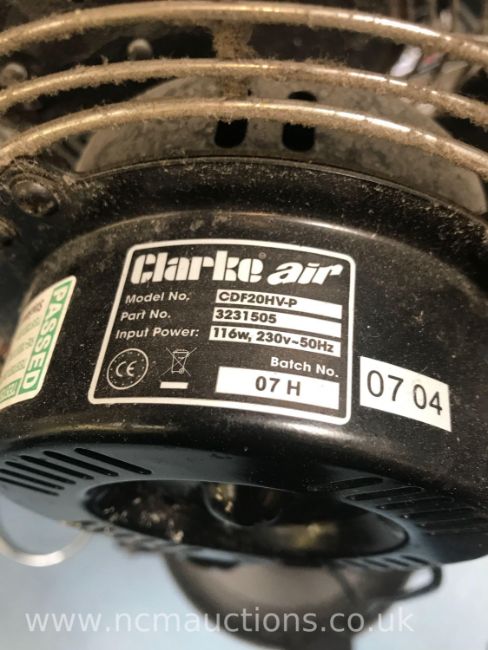 Clarke air
Model No. CDF20HV-P
Part No. 3231505
Input Power: 116w, 230v~50Hz
Batch No.
07 H
07 04
PASSED
www.ncmauctions.co.uk